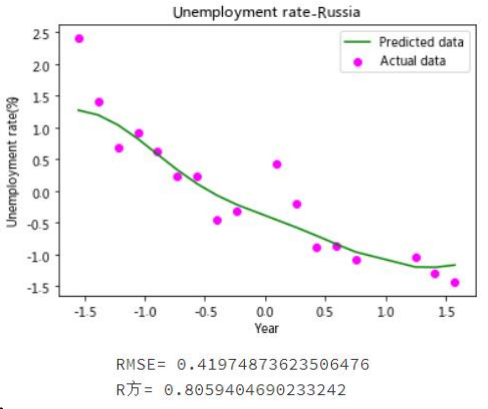 Unemployment rate-Russia
2.5
2.0
1.5
1.0
0.5
0.0
-0.5
-1.0
-1.5
Unemployment rate(%)
Predicted data
Actual data
-1.5 -1.0 -0.5 0.0 0.5 1.0 1.5
Year
RMSE= 0.41974873623506476
R方= 0.8059404690233242